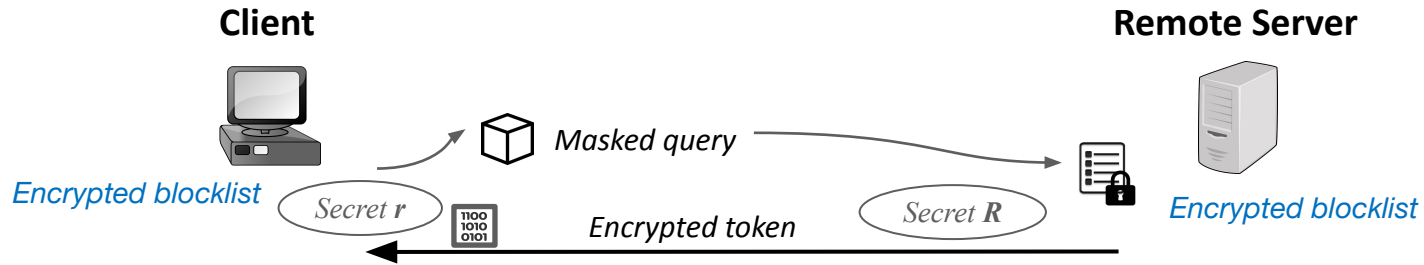 Client
Remote Server
Masked query
Encrypted blocklist
Secret r
1100
1010
0101
Encrypted token
Secret R
Encrypted blocklist